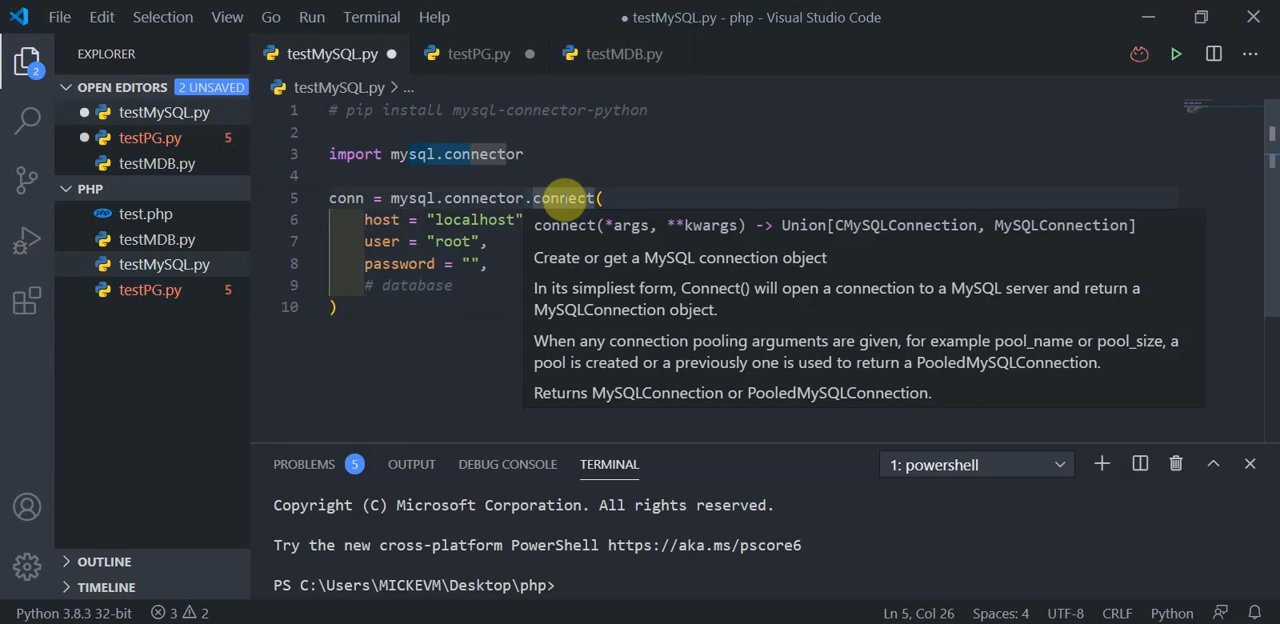 File Edit Selection View Go Run Terminal Help ● testMySQL.py - php - Visual Studio Code
EXPLORER
testMySQL.py
testPG.py
testMDB.py
2
OPEN EDITORS 2 UNSAVED
testMySQL.py
testPG.py 5
testMDB.py
PHP
test.php
testMDB.py
testMySQL.py
testPG.py 5
OUTLINE
TIMELINE
testMySQL.py > ...
1 # pip install mysql-connector-python
2
3 import mysql.connector
4
5 conn = mysql.connector.connect(
6 host = "localhost"
7 user = "root",
8 password = "",
9 # database
10 )
connect(*args, **kwargs) -> Union[CMySQLConnection, MySQLConnection]
Create or get a MySQL connection object
In its simpliest form, Connect() will open a connection to a MySQL server and return a
MySQLConnection object.
When any connection pooling arguments are given, for example pool_name or pool_size, a
pool is created or a previously one is used to return a PooledMySQLConnection.
Returns MySQLConnection or PooledMySQLConnection.
PROBLEMS 5 OUTPUT DEBUG CONSOLE TERMINAL 1: powershell
Copyright (C) Microsoft Corporation. All rights reserved.
Try the new cross-platform PowerShell https://aka.ms/pscore6
PS C:\Users\MICKEVM\Desktop\php>
Python 3.8.3 32-bit 3 2 Ln 5, Col 26 Spaces: 4 UTF-8 CRLF Python